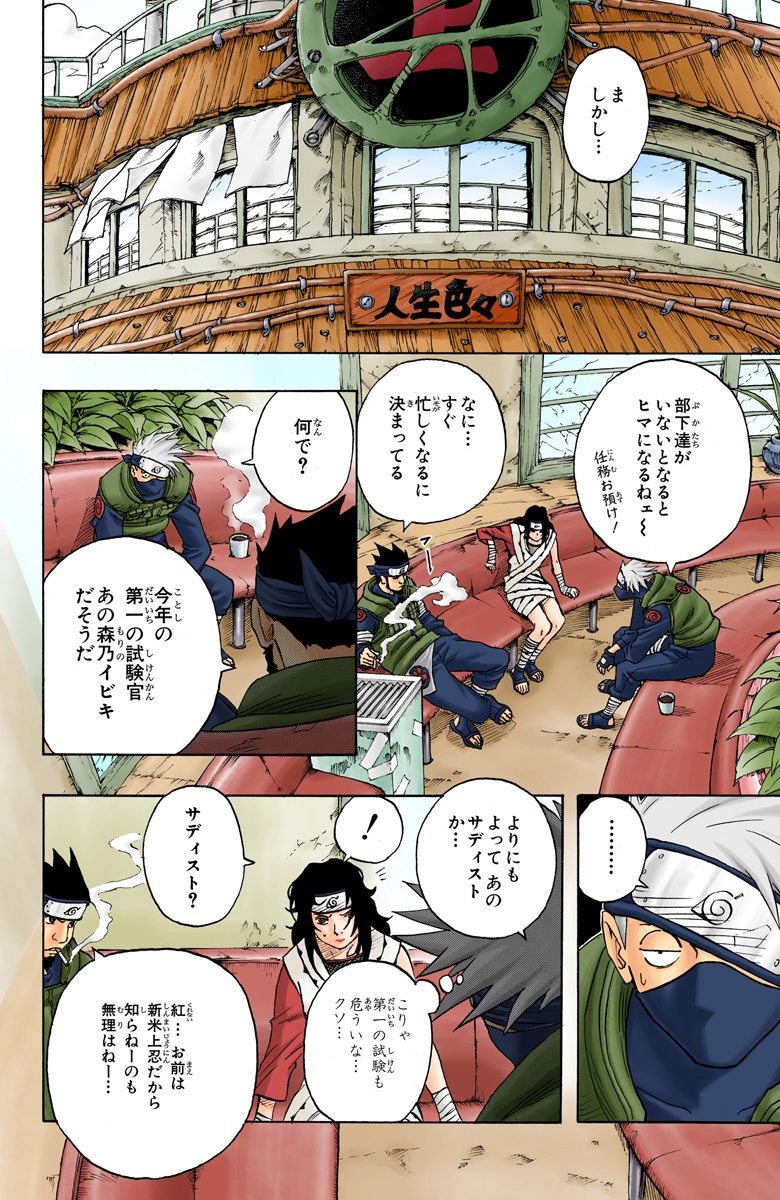 ま
しかし…
人生色々
部下達が
いないとなると
ヒマになるねェ〜
任務お預け!
なに…
すぐ
忙しくなるに
決まってる
何で?
今年の
第一の試験官
あの森乃イビキ
だそうだ
………
よりにも
よって あの
サディスト
か…
こりゃ
第一の試験も
危ういな…
クソ…
!
サディスト?
紅… お前は
新米上忍だから
知らねーのも
無理はねー…